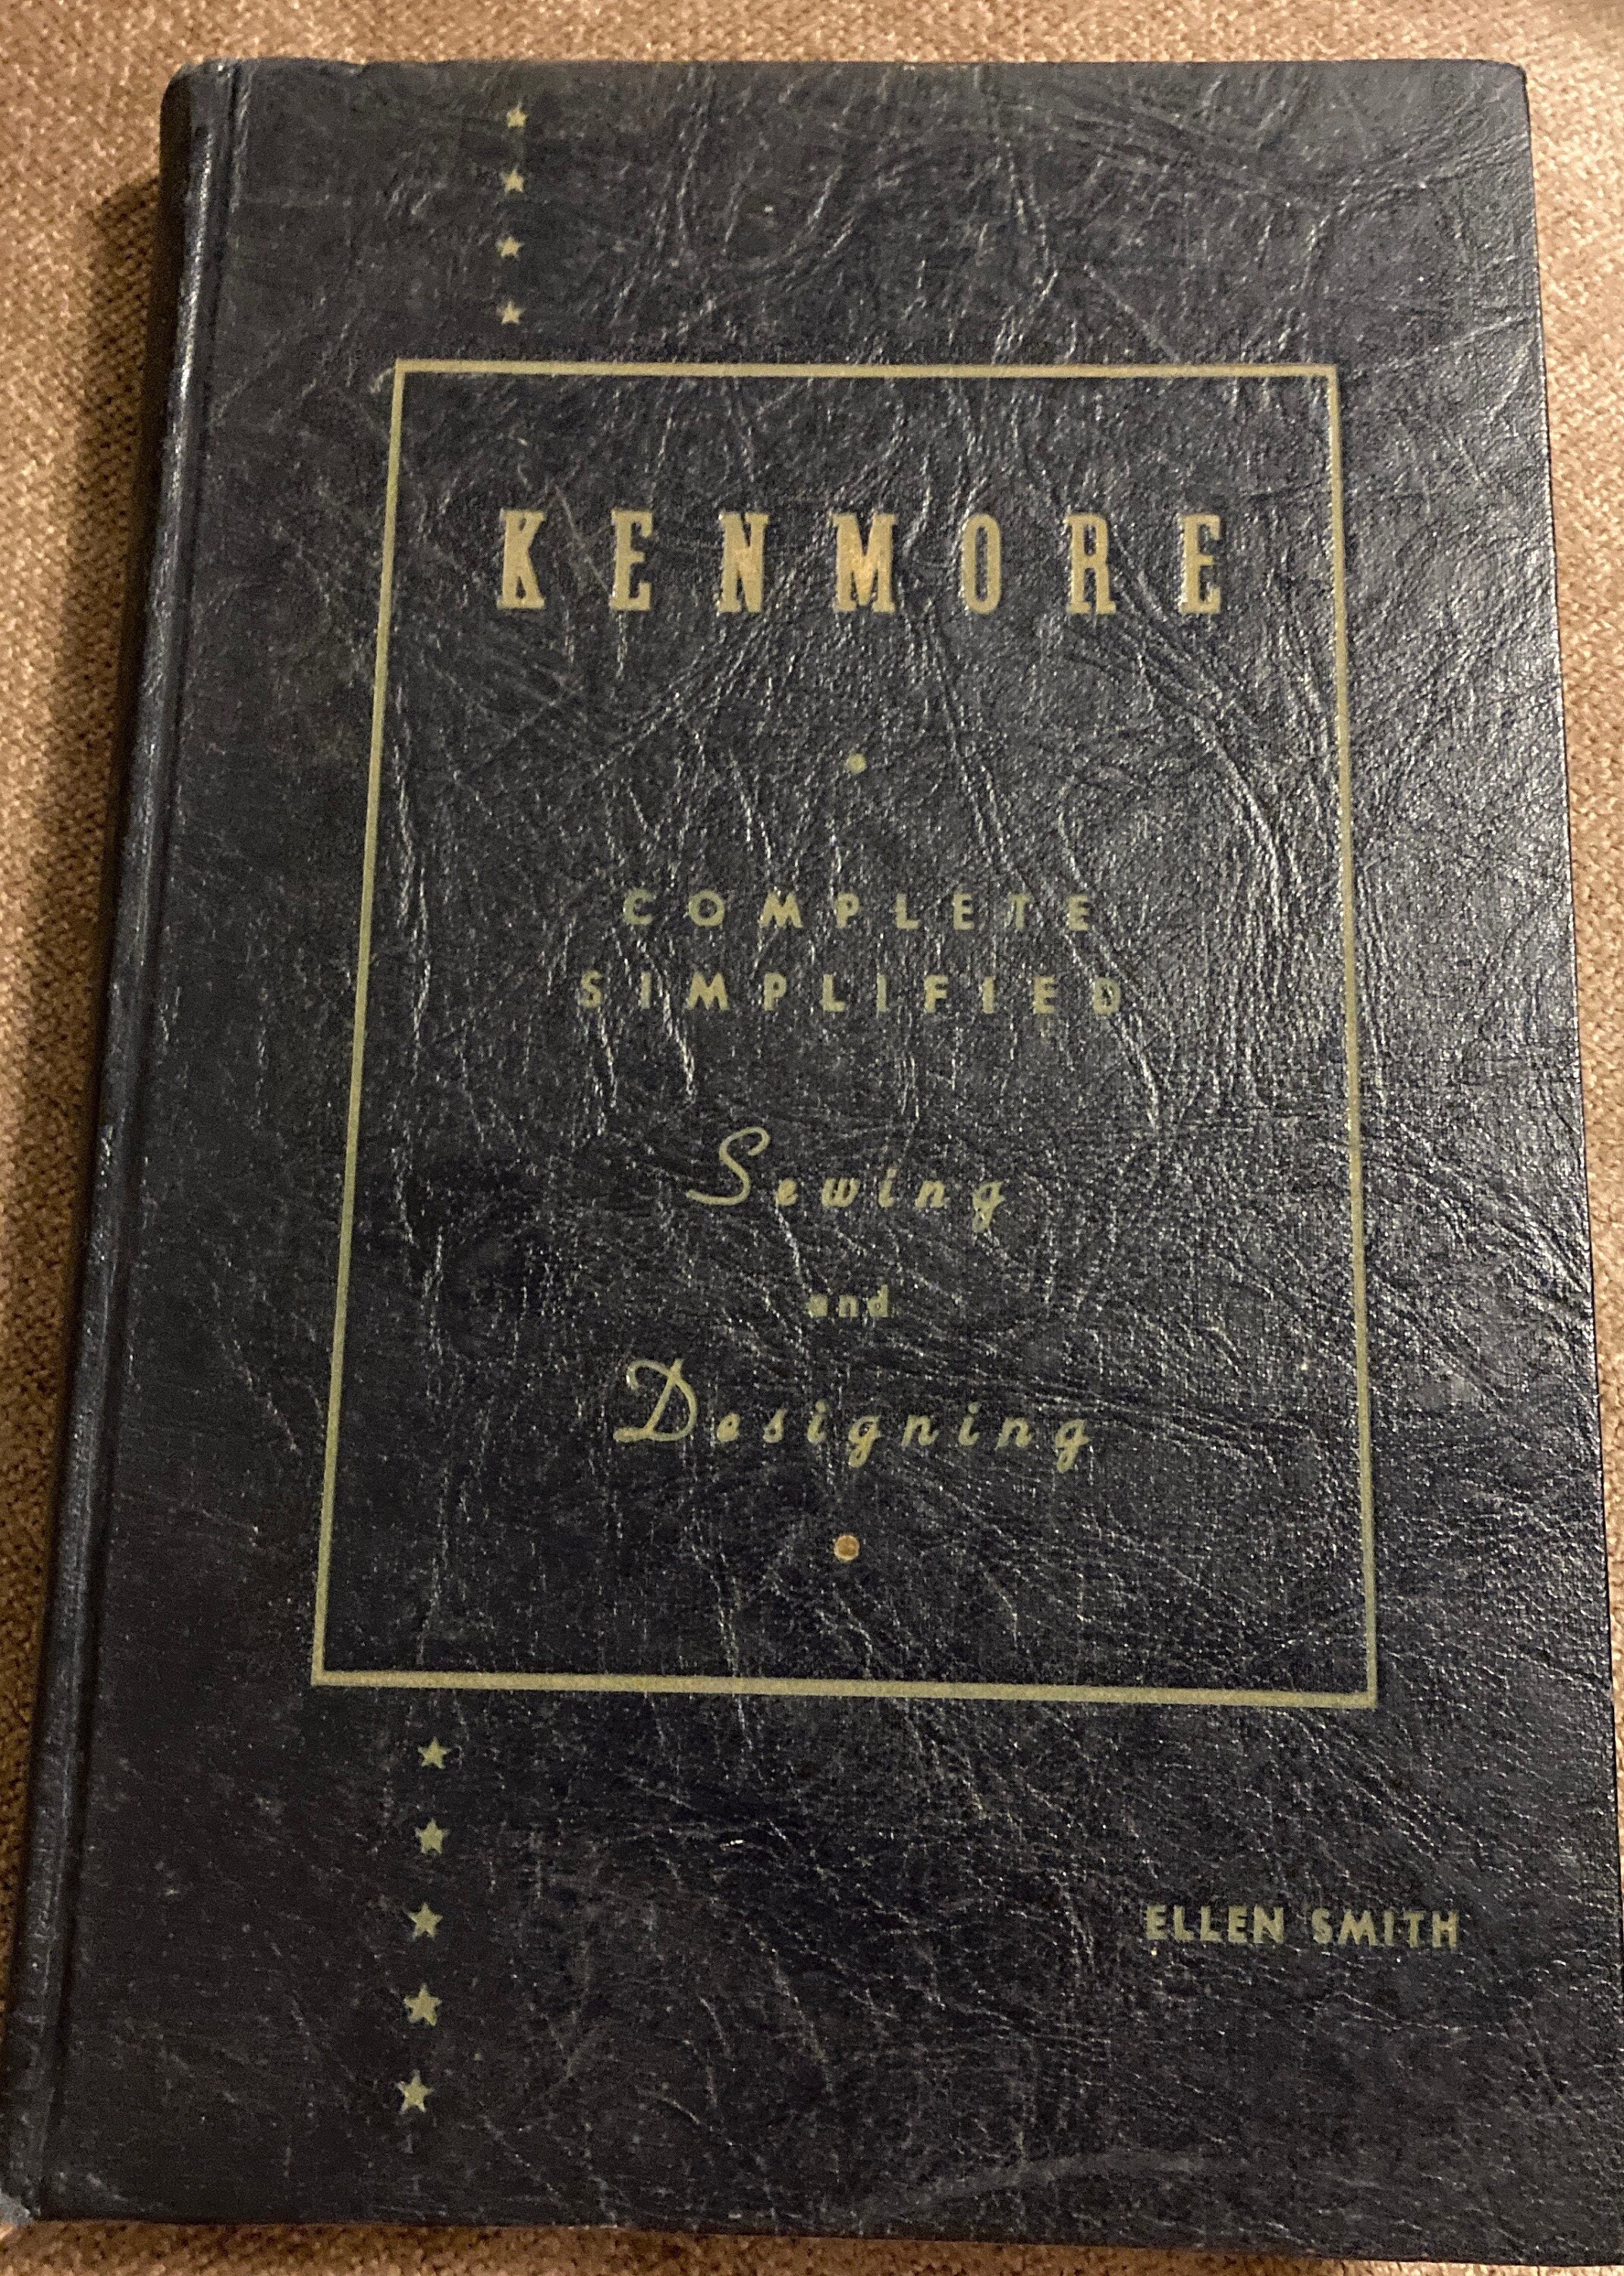 KENMORE
COMPLETE
SIMPLIFIED
Sewing
and
Designing
ELLEN SMITH